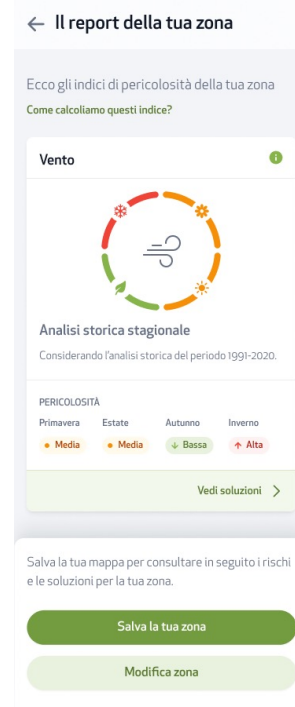 Il report della tua zona
Ecco gli indici di pericolosità della tua zona
Come calcoliamo questi indice?
Vento
Analisi storica stagionale
Considerando l'analisi storica del periodo 1991-2020.
PERICOLOSITÀ
Primavera Estate Autunno Inverno
Media Media Bassa Alta
Vedi soluzioni
Salva la tua mappa per consultare in seguito i rischi
e le soluzioni per la tua zona.
Salva la tua zona
Modifica zona